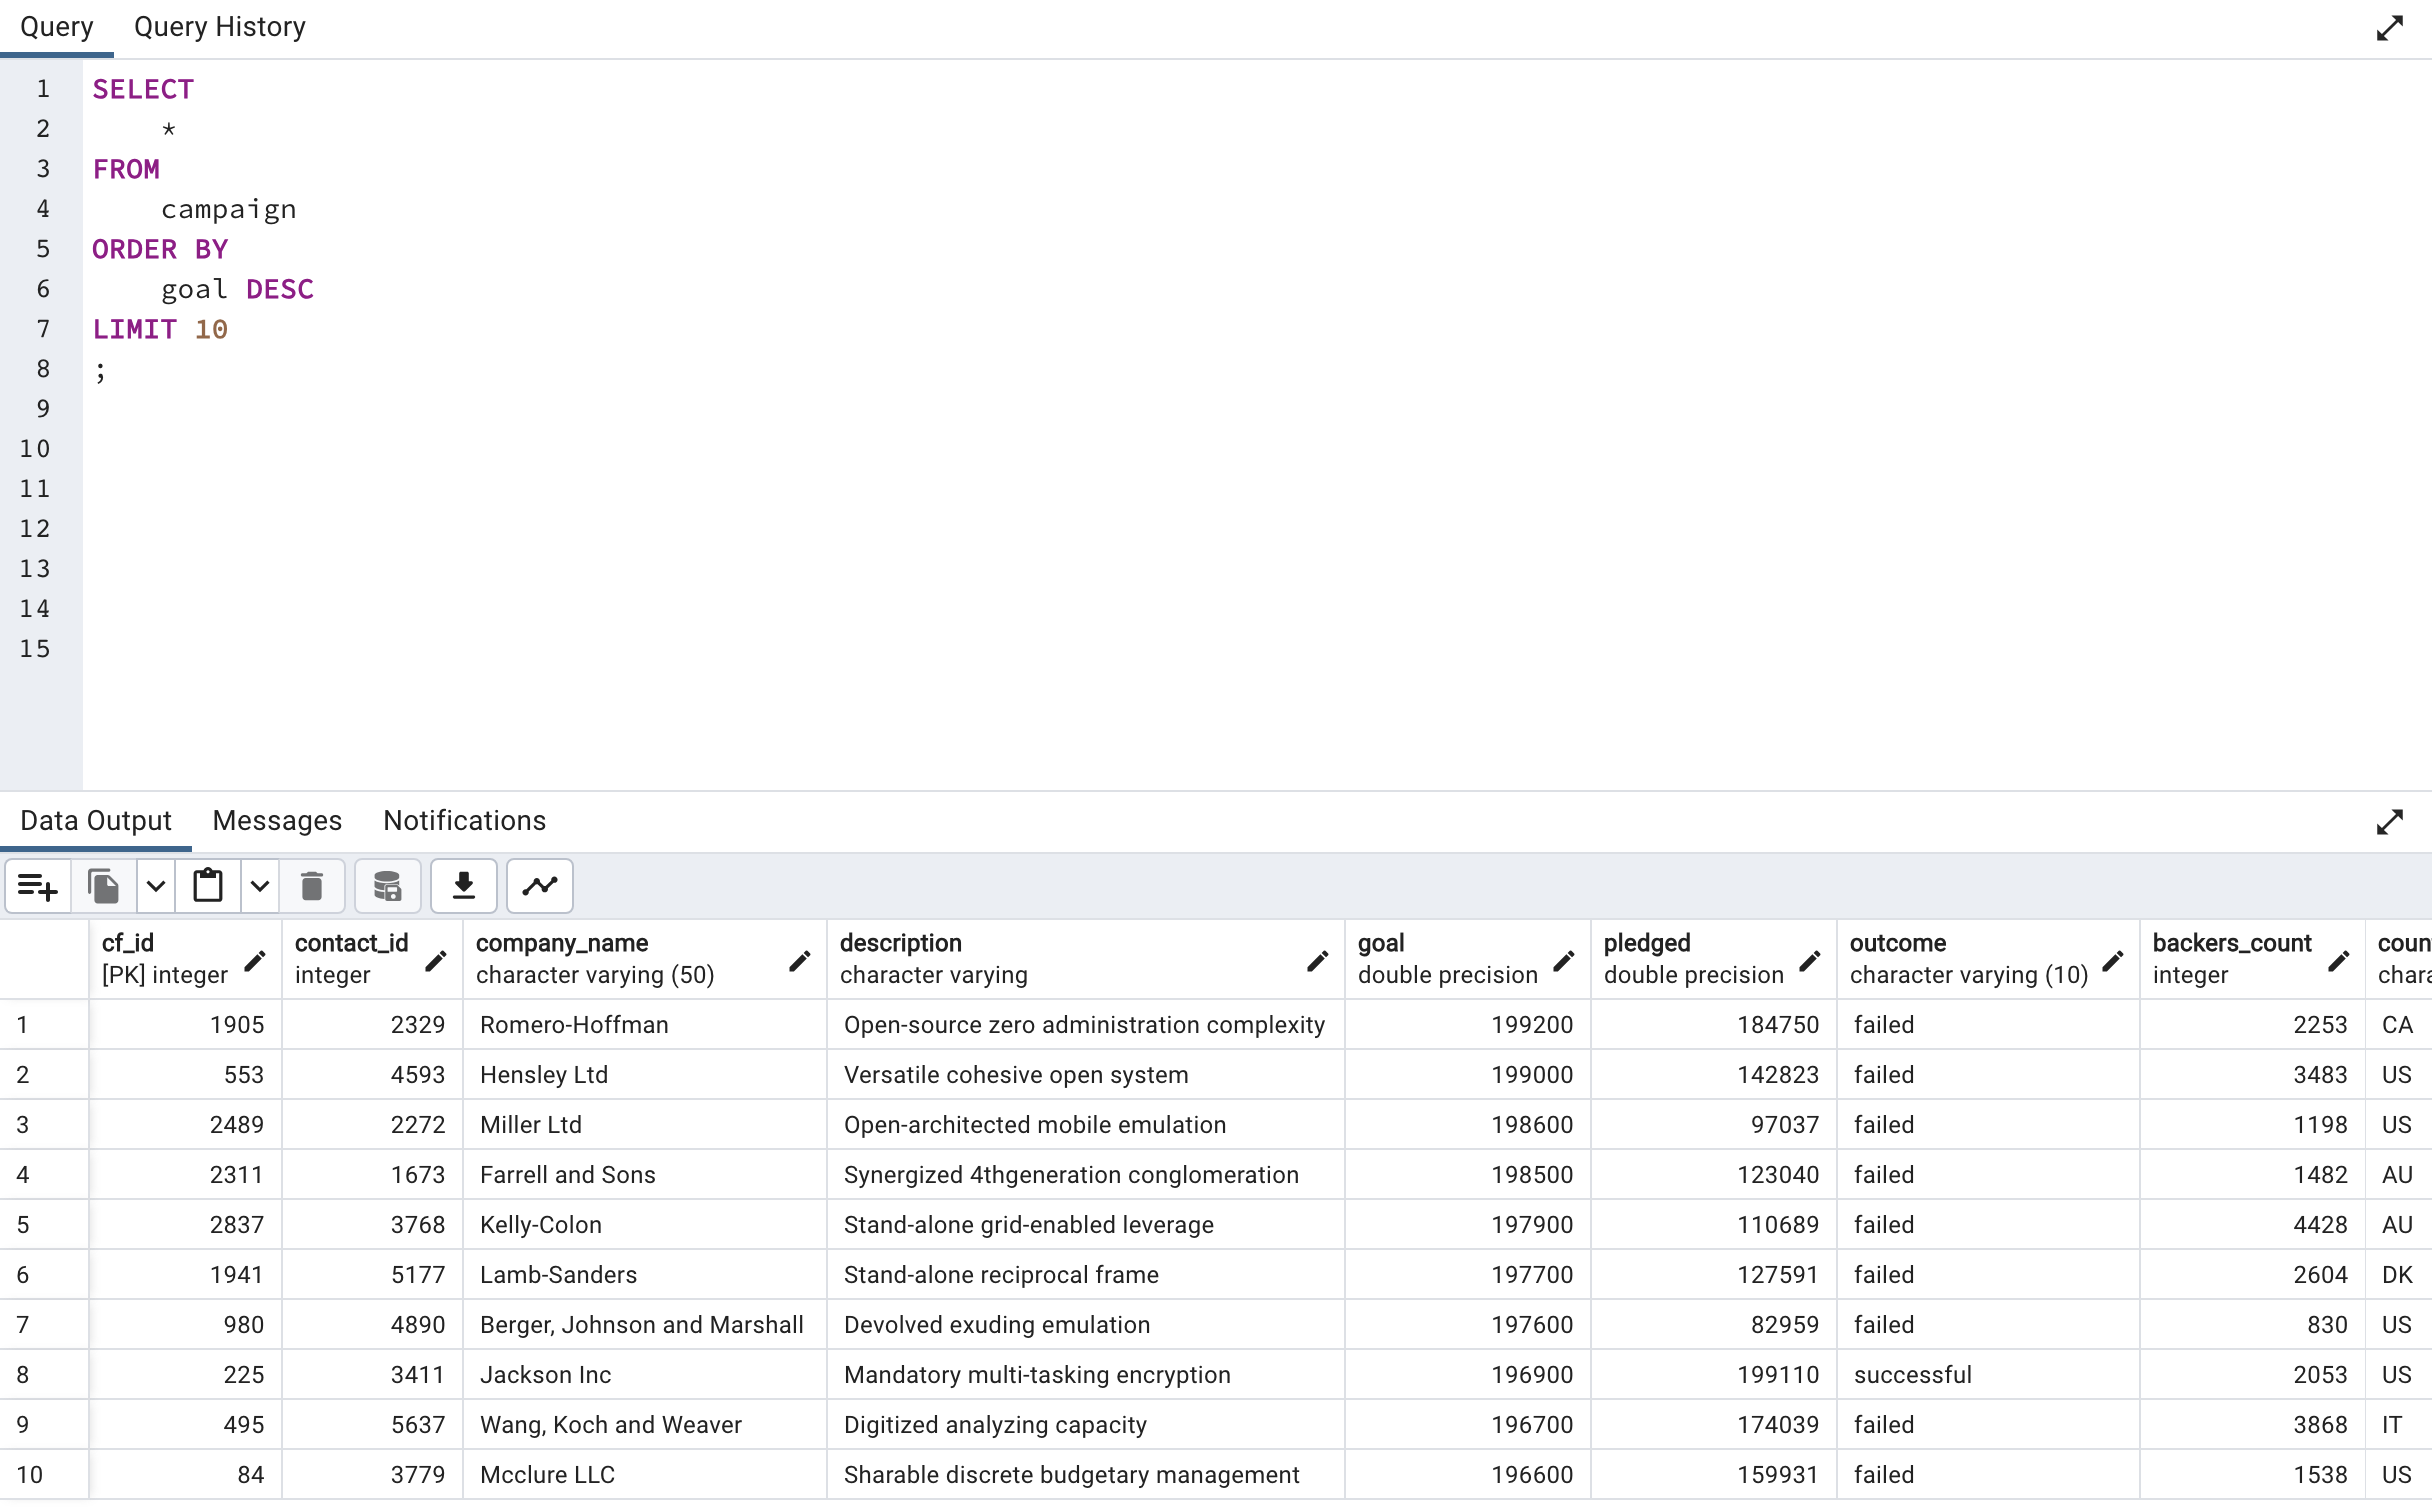 Query Query History
1 SELECT
2 *
3 FROM
4 campaign
5 ORDER BY
6 goal DESC
7 LIMIT 10
8 ;
9
10
11
12
13
14
15
Data Output Messages Notifications
cf_id contact_id company_name description goal pledged outcome backers_count coun
[PK] integer integer character varying (50) character varying double precision double precision character varying (10) integer chara
1 1905 2329 Romero-Hoffman Open-source zero administration complexity 199200 184750 failed 2253 CA
2 553 4593 Hensley Ltd Versatile cohesive open system 199000 142823 failed 3483 US
3 2489 2272 Miller Ltd Open-architected mobile emulation 198600 97037 failed 1198 US
4 2311 1673 Farrell and Sons Synergized 4thgeneration conglomeration 198500 123040 failed 1482 AU
5 2837 3768 Kelly-Colon Stand-alone grid-enabled leverage 197900 110689 failed 4428 AU
6 1941 5177 Lamb-Sanders Stand-alone reciprocal frame 197700 127591 failed 2604 DK
7 980 4890 Berger, Johnson and Marshall Devolved exuding emulation 197600 82959 failed 830 US
8 225 3411 Jackson Inc Mandatory multi-tasking encryption 196900 199110 successful 2053 US
9 495 5637 Wang, Koch and Weaver Digitized analyzing capacity 196700 174039 failed 3868 IT
10 84 3779 Mcclure LLC Sharable discrete budgetary management 196600 159931 failed 1538 US